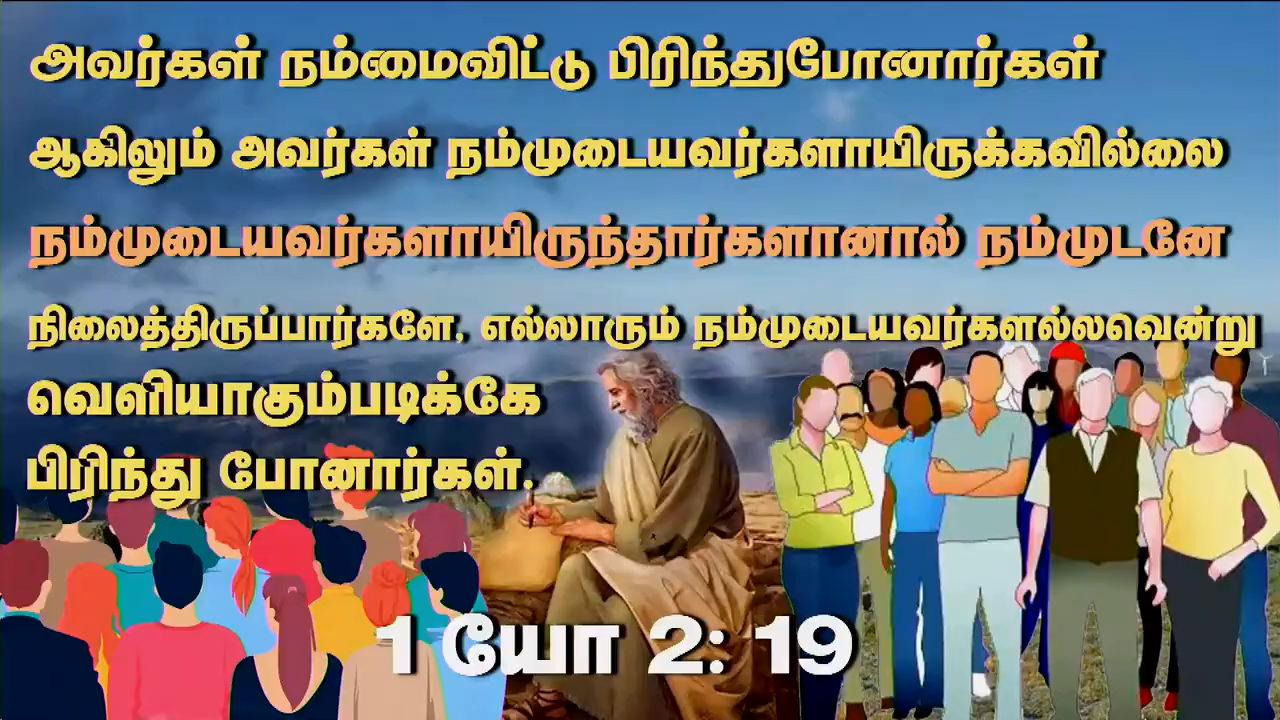 அவர்கள் நம்மைவிட்டு பிரிந்துபோனார்கள்
ஆகிலும் அவர்கள் நம்முடையவர்களாயிருக்கவில்லை
நம்முடையவர்களாயிருந்தார்களானால் நம்முடனே
நிலைத்திருப்பார்களே, எல்லாரும் நம்முடையவர்களல்லவென்று
வெளியாகும்படிக்கே
பிரிந்து போனார்கள்.
1 யோ 2: 19